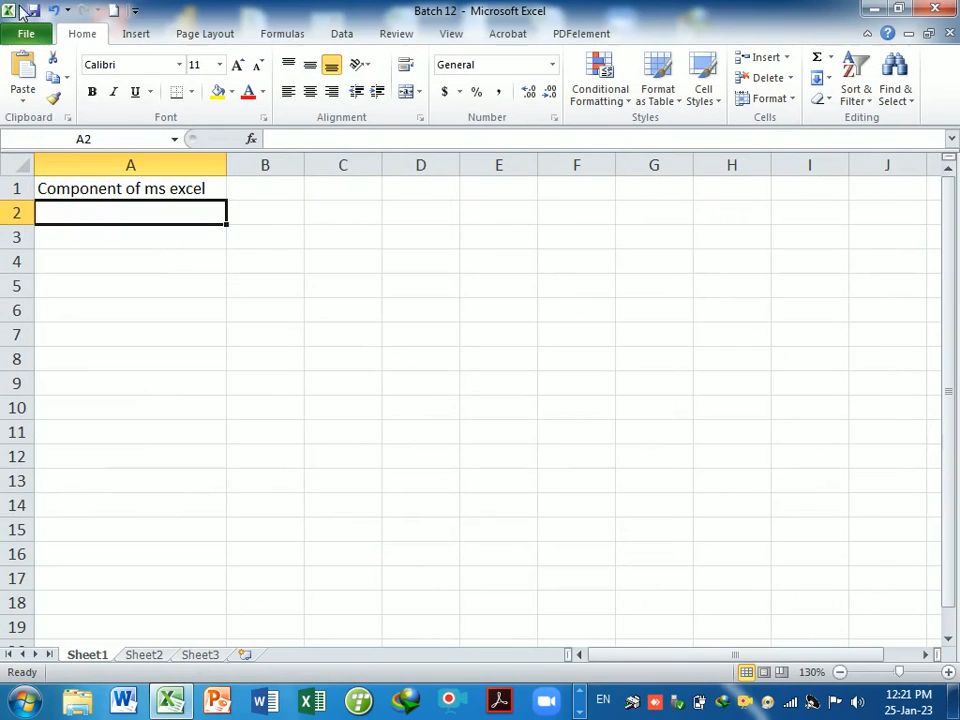 Batch 12 - Microsoft Excel
File Home Insert Page Layout Formulas Data Review View Acrobat PDFelement
Paste
Calibri 11
B I U
General
$ % ,
Conditional Formatting
Format as Table
Cell Styles
Insert
Delete
Format
Sort & Filter
Find & Select
Clipboard Font Alignment Number Styles Cells Editing
A2 fx
A B C D E F G H I J
1 Component of ms excel
2
3
4
5
6
7
8
9
10
11
12
13
14
15
16
17
18
19
Sheet1 Sheet2 Sheet3
Ready 130%
EN 12:21 PM
25-Jan-23